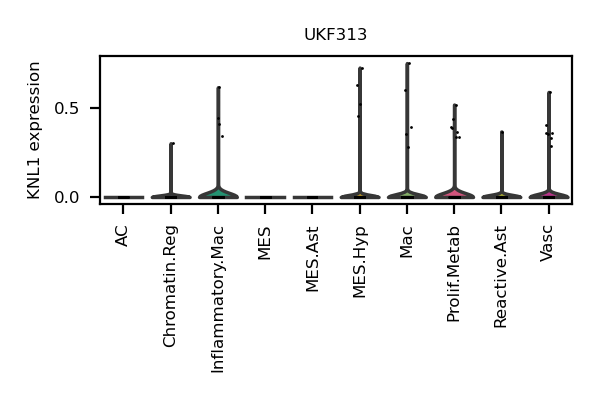 UKF313
KNL1 expression
0.5
0.0
AC
Chromatin.Reg
Inflammatory.Mac
MES
MES.Ast
MES.Hyp
Mac
Prolif.Metab
Reactive.Ast
Vasc